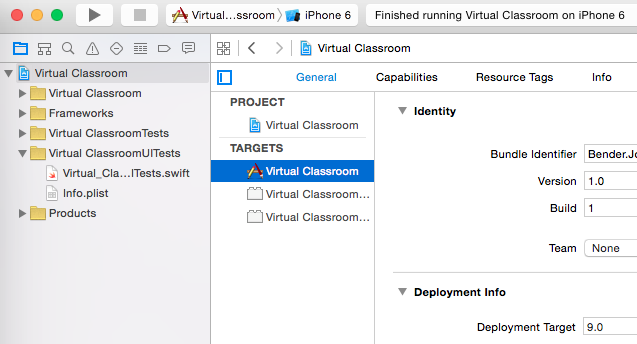 Virtual...ssroom iPhone 6 Finished running Virtual Classroom on iPhone 6
Virtual Classroom
Virtual Classroom
General Capabilities Resource Tags Info
Virtual Classroom
Frameworks
Virtual ClassroomTests
Virtual ClassroomUITests
Virtual_Cla...ITests.swift
Info.plist
Products
PROJECT
Virtual Classroom
TARGETS
Virtual Classroom
Virtual Classroom...
Virtual Classroom...
Identity
Bundle Identifier Bender.Jo
Version 1.0
Build 1
Team None
Deployment Info
Deployment Target 9.0